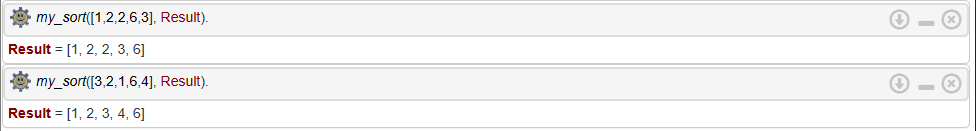 my_sort([1,2,2,6,3], Result).
Result = [1, 2, 2, 3, 6]
my_sort([3,2,1,6,4], Result).
Result = [1, 2, 3, 4, 6]